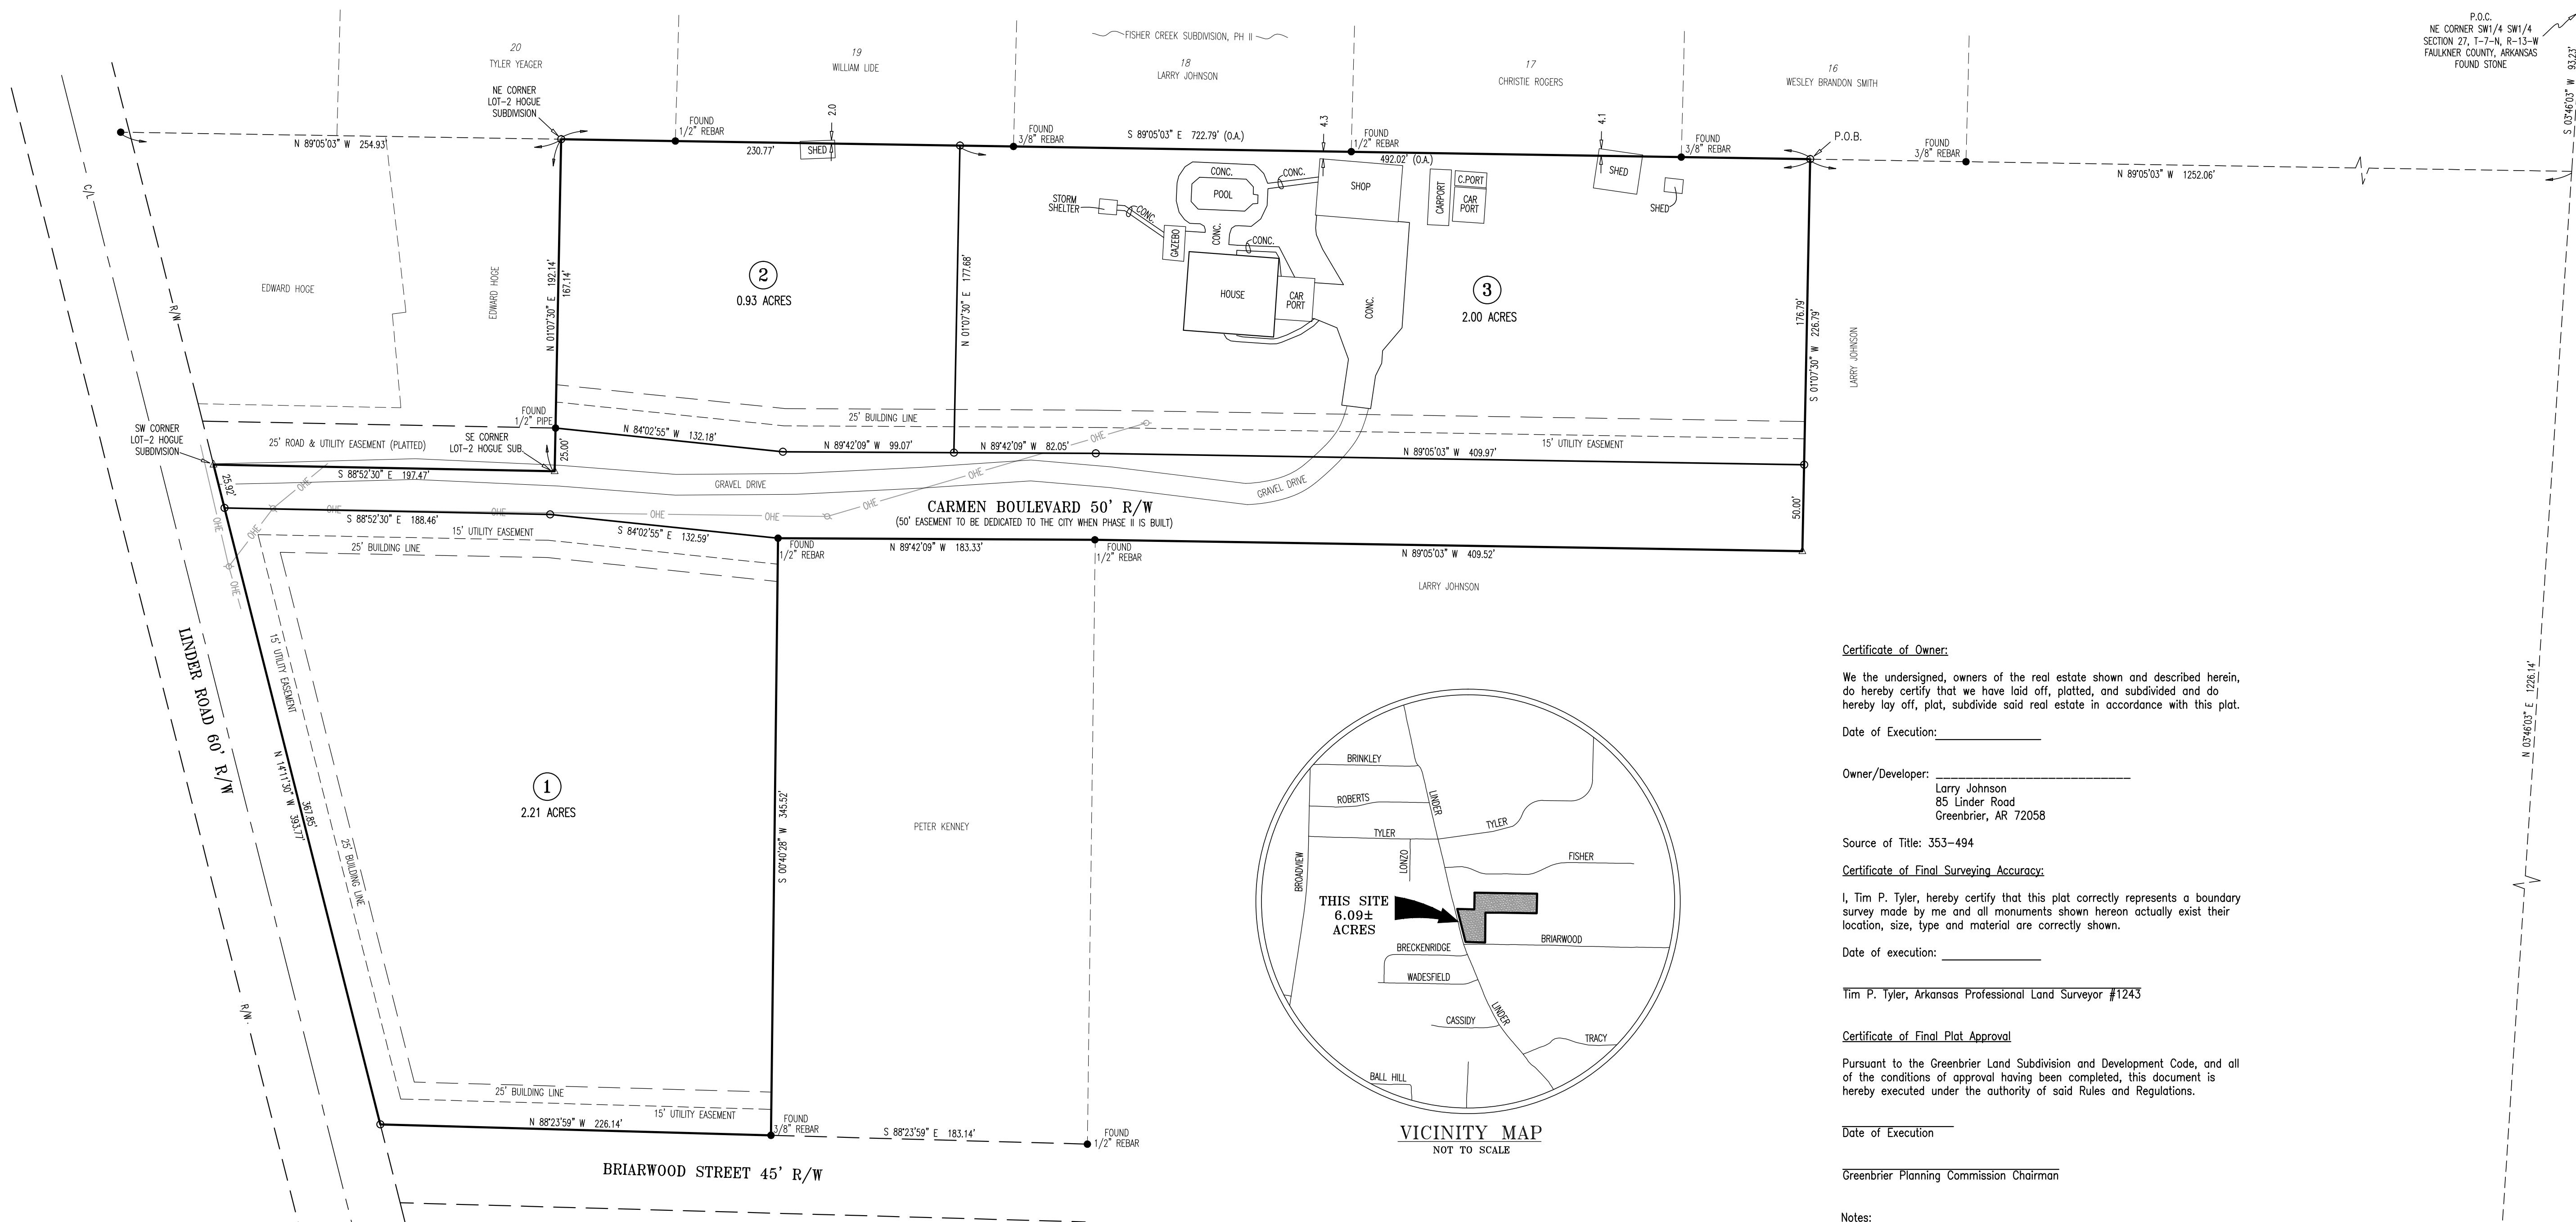 P.O.C.
NE CORNER SW1/4 SW1/4
SECTION 27, T-7-N, R-13-W
FAULKNER COUNTY, ARKANSAS
FOUND STONE
S 03°46'03" W 93.23'
FISHER CREEK SUBDIVISION, PH II
20
TYLER YEAGER
19
WILLIAM LIDE
18
LARRY JOHNSON
17
CHRISTIE ROGERS
16
WESLEY BRANDON SMITH
NE CORNER
LOT-2 HOGUE
SUBDIVISION
N 89°05'03" W 254.93'
FOUND
1/2" REBAR
230.77'
2.0
SHED
FOUND
3/8" REBAR
S 89°05'03" E 722.79' (O.A.)
4.3
FOUND
1/2" REBAR
492.02' (O.A.)
4.1
SHED
SHED
FOUND
3/8" REBAR
P.O.B.
FOUND
3/8" REBAR
N 89°05'03" W 1252.06'
C/L
R/W
EDWARD HOGE
EDWARD HOGE
N 01°07'30" E 192.14'
167.14'
2
0.93 ACRES
N 01°07'30" E 177.68'
STORM
SHELTER
CONC.
GAZEBO
CONC.
POOL
CONC.
CONC.
CONC.
SHOP
CARPORT
C.PORT
CAR
PORT
HOUSE
CAR
PORT
CONC.
3
2.00 ACRES
176.79'
S 01°07'30" W 226.79'
LARRY JOHNSON
SW CORNER
LOT-2 HOGUE
SUBDIVISION
25' ROAD & UTILITY EASEMENT (PLATTED)
FOUND
1/2" PIPE
SE CORNER
LOT-2 HOGUE SUB.
25.00'
N 84°02'55" W 132.18'
25' BUILDING LINE
N 89°42'09" W 99.07'
N 89°42'09" W 82.05'
OHE
15' UTILITY EASEMENT
N 89°05'03" W 409.97'
25.92'
S 88°52'30" E 197.47'
OHE
OHE
GRAVEL DRIVE
OHE
GRAVEL DRIVE
OHE
OHE
OHE
OHE
OHE
OHE
OHE
OHE
CARMEN BOULEVARD 50' R/W
(50' EASEMENT TO BE DEDICATED TO THE CITY WHEN PHASE II IS BUILT)
50.00'
S 88°52'30" E 188.46'
S 84°02'55" E 132.59'
15' UTILITY EASEMENT
25' BUILDING LINE
FOUND
1/2" REBAR
N 89°42'09" W 183.33'
FOUND
1/2" REBAR
N 89°05'03" W 409.52'
LARRY JOHNSON
LINDER ROAD 60' R/W
15' UTILITY EASEMENT
N 14°11'30" W 393.77'
367.85'
25' BUILDING LINE
R/W
1
2.21 ACRES
S 00°40'28" W 345.52'
PETER KENNEY
25' BUILDING LINE
15' UTILITY EASEMENT
N 88°23'59" W 226.14'
FOUND
3/8" REBAR
S 88°23'59" E 183.14'
FOUND
1/2" REBAR
BRIARWOOD STREET 45' R/W
BRINKLEY
ROBERTS
LINDER
TYLER
TYLER
LONZO
FISHER
BROADVIEW
THIS SITE
6.09±
ACRES
BRECKENRIDGE
BRIARWOOD
WADESFIELD
LINDER
CASSIDY
TRACY
BALL HILL
VICINITY MAP
NOT TO SCALE
N 03°46'03" E 1226.14'
Certificate of Owner:
We the undersigned, owners of the real estate shown and described herein,
do hereby certify that we have laid off, platted, and subdivided and do
hereby lay off, plat, subdivide said real estate in accordance with this plat.
Date of Execution:
Owner/Developer:
Larry Johnson
85 Linder Road
Greenbrier, AR 72058
Source of Title: 353-494
Certificate of Final Surveying Accuracy:
I, Tim P. Tyler, hereby certify that this plat correctly represents a boundary
survey made by me and all monuments shown hereon actually exist their
location, size, type and material are correctly shown.
Date of execution:
Tim P. Tyler, Arkansas Professional Land Surveyor #1243
Certificate of Final Plat Approval
Pursuant to the Greenbrier Land Subdivision and Development Code, and all
of the conditions of approval having been completed, this document is
hereby executed under the authority of said Rules and Regulations.
Date of Execution
Greenbrier Planning Commission Chairman
Notes: